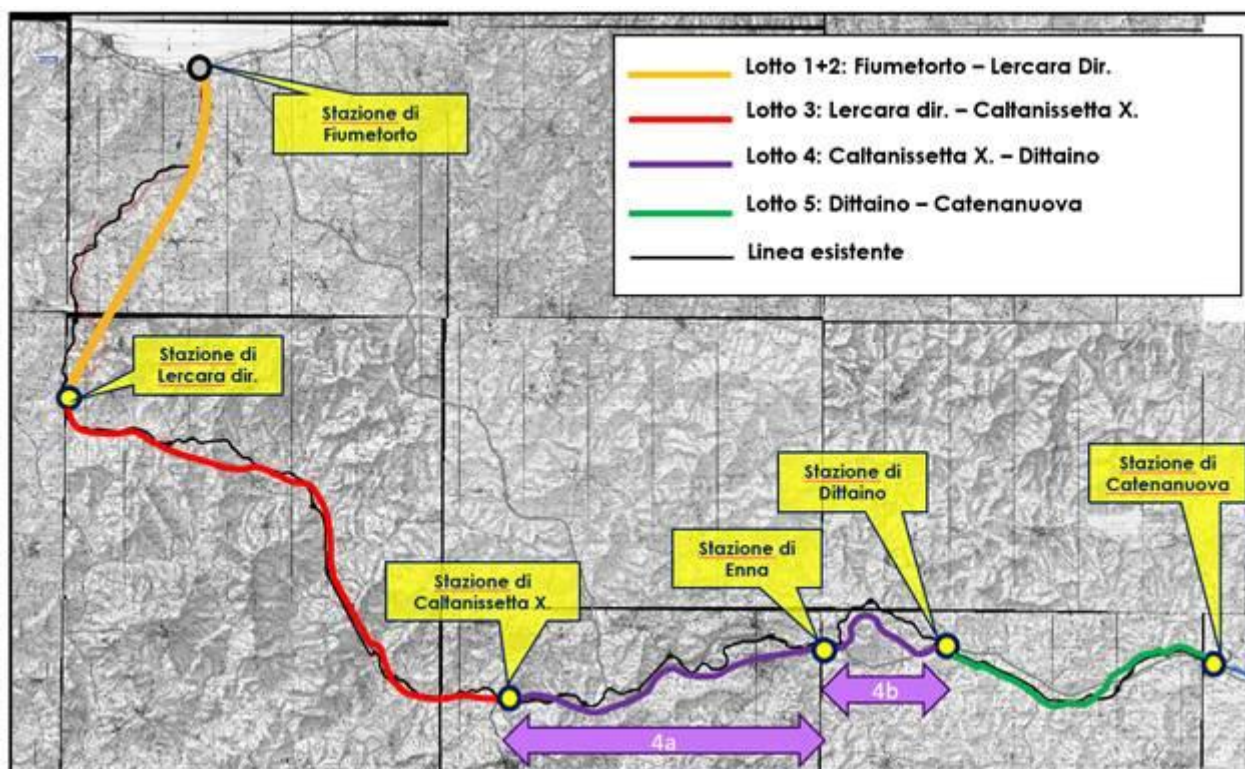 Lotto 1+2: Fiumetorto – Lercara Dir.
Lotto 3: Lercara dir. – Caltanissetta X.
Lotto 4: Caltanissetta X. – Dittaino
Lotto 5: Dittaino – Catenanuova
Linea esistente
Stazione di
Fiumetorto
Stazione di
Lercara dir.
Stazione di
Caltanissetta X.
Stazione di
Enna
Stazione di
Dittaino
Stazione di
Catenanuova
4a
4b